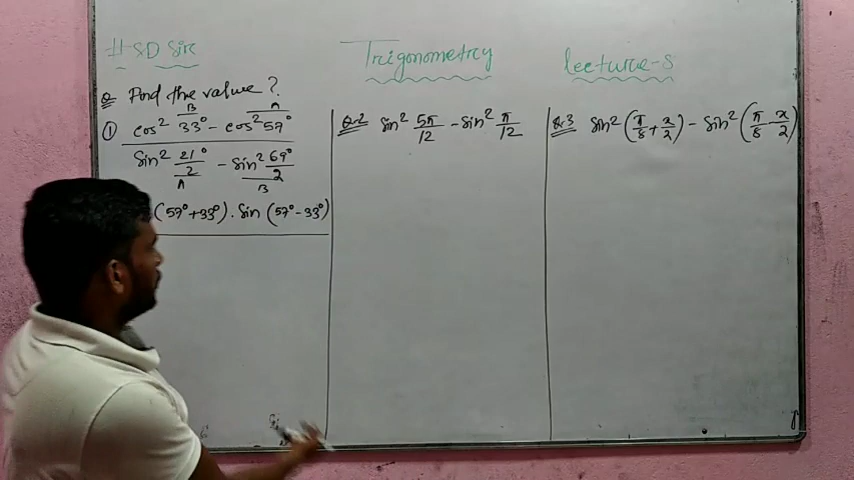 # SD Sir
Trigonometry
lecture-8
Q Find the value?
B A
① cos² 33° - cos² 57°
sin² 21°/2 - sin² 69°/2
A B
(57°+33°). Sin (57°-33°)
Q.2 sin² 5π/12 - sin² π/12
Q.3 sin² (π/8 + x/2) - sin² (π/8 - x/2)